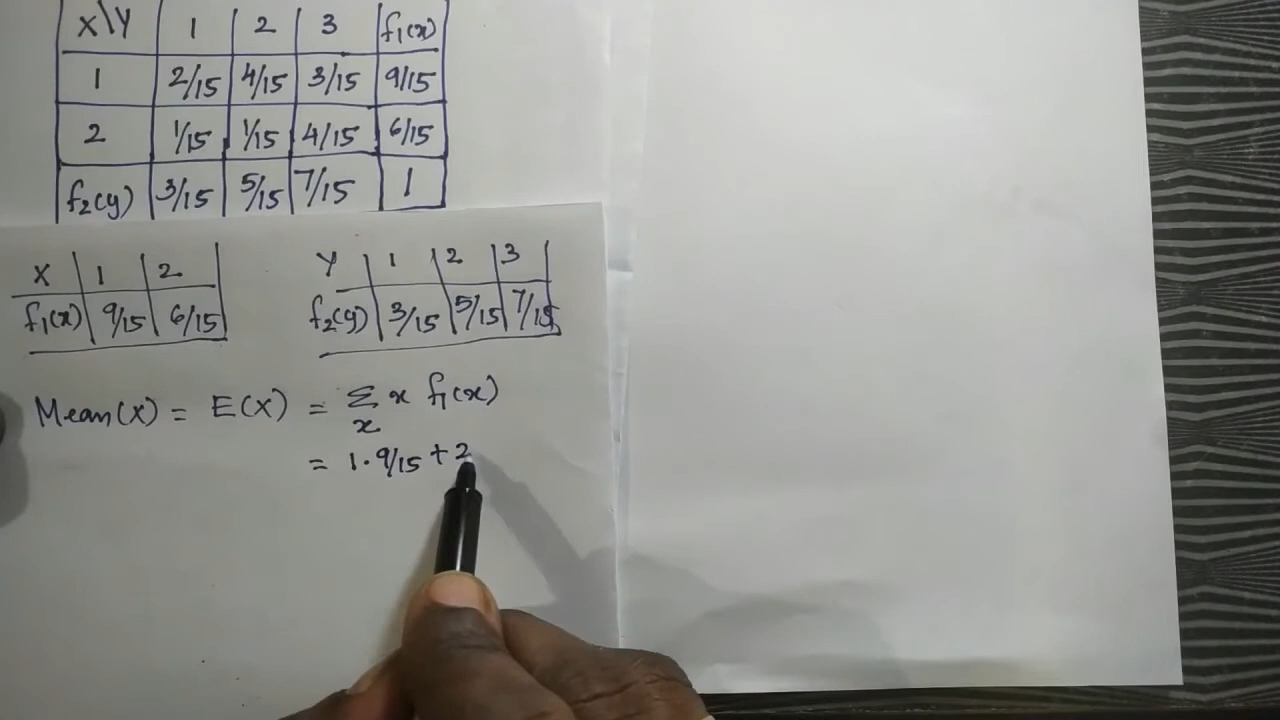 X\Y 1 2 3 f₁(x)
1 2/15 4/15 3/15 9/15
2 1/15 1/15 4/15 6/15
f₂(y) 3/15 5/15 7/15 1
X 1 2
f₁(x) 9/15 6/15
Y 1 2 3
f₂(y) 3/15 5/15 7/15
Mean(X) = E(X) = Σ x f₁(x)
x
= 1·9/15 + 2